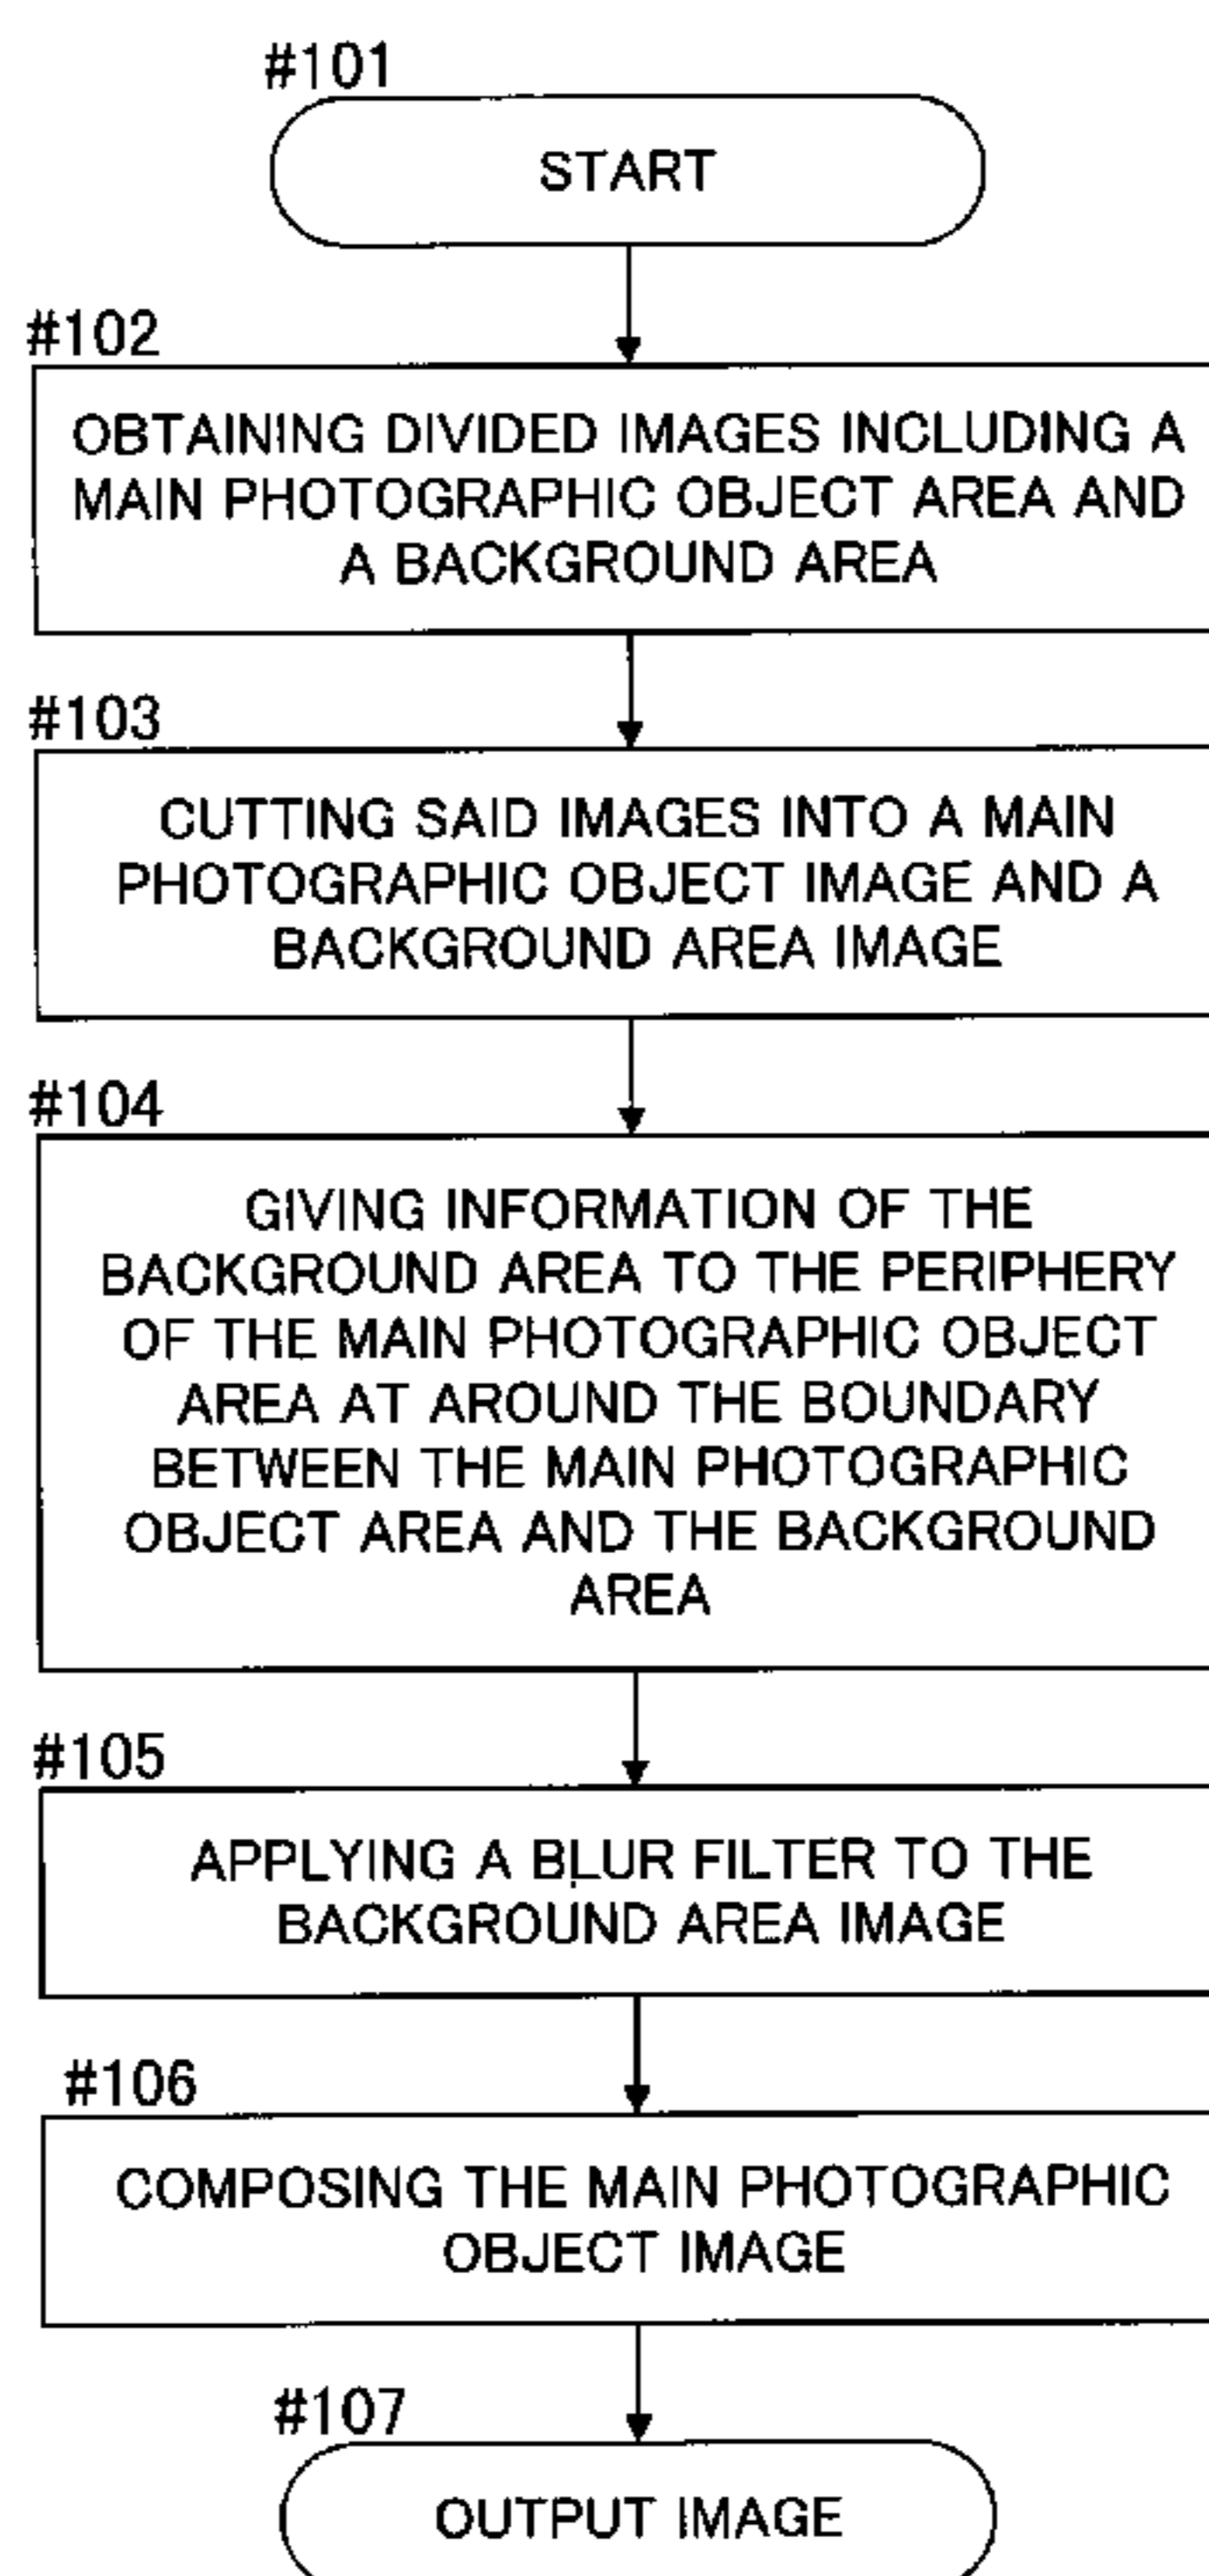 #101
START
#102
OBTAINING DIVIDED IMAGES INCLUDING A
MAIN PHOTOGRAPHIC OBJECT AREA AND
A BACKGROUND AREA
#103
CUTTING SAID IMAGES INTO A MAIN
PHOTOGRAPHIC OBJECT IMAGE AND A
BACKGROUND AREA IMAGE
#104
GIVING INFORMATION OF THE
BACKGROUND AREA TO THE PERIPHERY
OF THE MAIN PHOTOGRAPHIC OBJECT
AREA AT AROUND THE BOUNDARY
BETWEEN THE MAIN PHOTOGRAPHIC
OBJECT AREA AND THE BACKGROUND
AREA
#105
APPLYING A BLUR FILTER TO THE
BACKGROUND AREA IMAGE
#106
COMPOSING THE MAIN PHOTOGRAPHIC
OBJECT IMAGE
#107
OUTPUT IMAGE